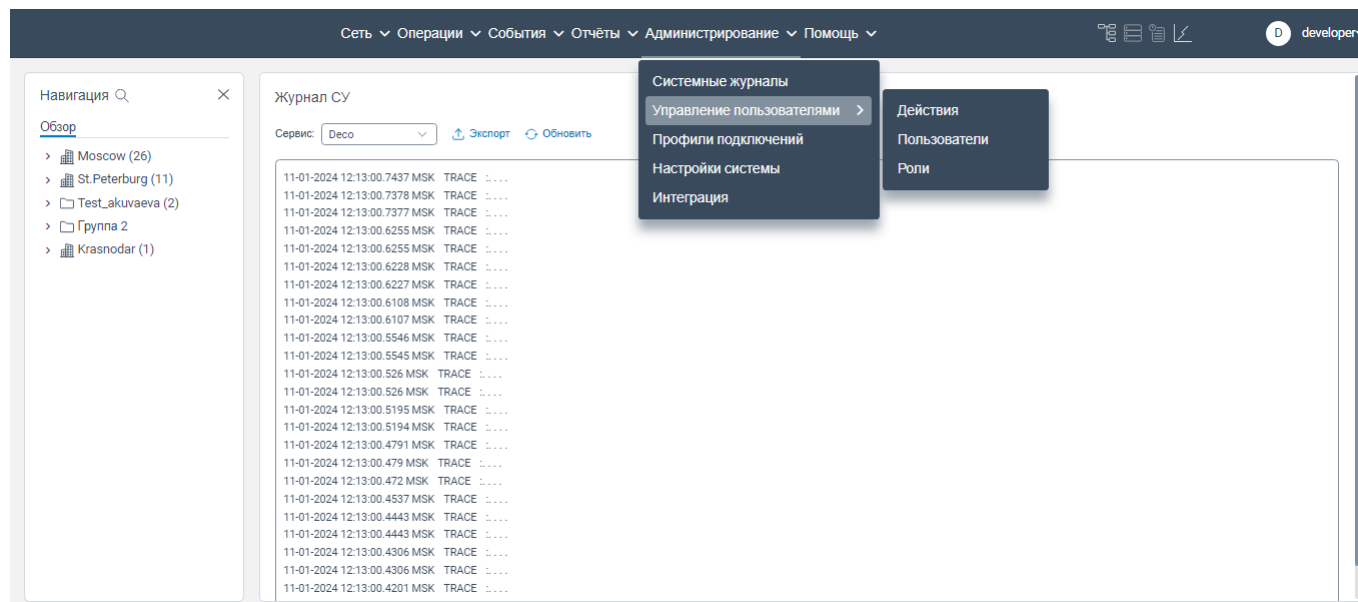 Сеть Операции События Отчёты Администрирование Помощь
D developer
Навигация
Обзор
Moscow (26)
St.Peterburg (11)
Test_akuvaeva (2)
Группа 2
Krasnodar (1)
Журнал СУ
Сервис: Deco Экспорт Обновить
Системные журналы
Управление пользователями
Профили подключений
Настройки системы
Интеграция
Действия
Пользователи
Роли
11-01-2024 12:13:00.7437 MSK TRACE :....
11-01-2024 12:13:00.7378 MSK TRACE :....
11-01-2024 12:13:00.7377 MSK TRACE :....
11-01-2024 12:13:00.6255 MSK TRACE :....
11-01-2024 12:13:00.6255 MSK TRACE :....
11-01-2024 12:13:00.6228 MSK TRACE :....
11-01-2024 12:13:00.6227 MSK TRACE :....
11-01-2024 12:13:00.6108 MSK TRACE :....
11-01-2024 12:13:00.6107 MSK TRACE :....
11-01-2024 12:13:00.5546 MSK TRACE :....
11-01-2024 12:13:00.5545 MSK TRACE :....
11-01-2024 12:13:00.526 MSK TRACE :....
11-01-2024 12:13:00.526 MSK TRACE :....
11-01-2024 12:13:00.5195 MSK TRACE :....
11-01-2024 12:13:00.5194 MSK TRACE :....
11-01-2024 12:13:00.4791 MSK TRACE :....
11-01-2024 12:13:00.479 MSK TRACE :....
11-01-2024 12:13:00.472 MSK TRACE :....
11-01-2024 12:13:00.4537 MSK TRACE :....
11-01-2024 12:13:00.4443 MSK TRACE :....
11-01-2024 12:13:00.4443 MSK TRACE :....
11-01-2024 12:13:00.4306 MSK TRACE :....
11-01-2024 12:13:00.4306 MSK TRACE :....
11-01-2024 12:13:00.4201 MSK TRACE :....